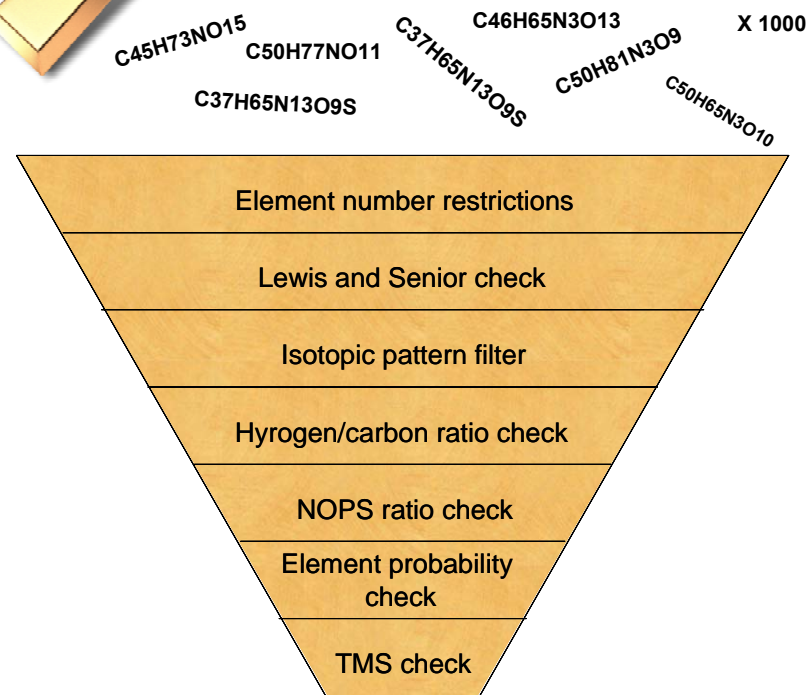 C45H73NO15
C50H77NO11
C37H65N13O9S
C46H65N3O13
C50H81N3O9
X 1000
C37H65N13O9S
C50H65N3O10
Element number restrictions
Lewis and Senior check
Isotopic pattern filter
Hyrogen/carbon ratio check
NOPS ratio check
Element probability
check
TMS check